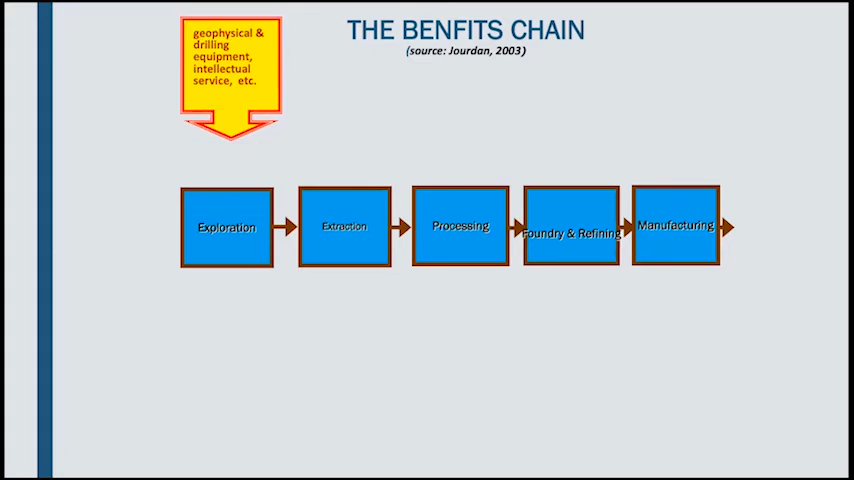 THE BENFITS CHAIN
(source: Jourdan, 2003)
geophysical &
drilling
equipment,
intellectual
service, etc.
Exploration
Extraction
Processing
Foundry & Refining
Manufacturing